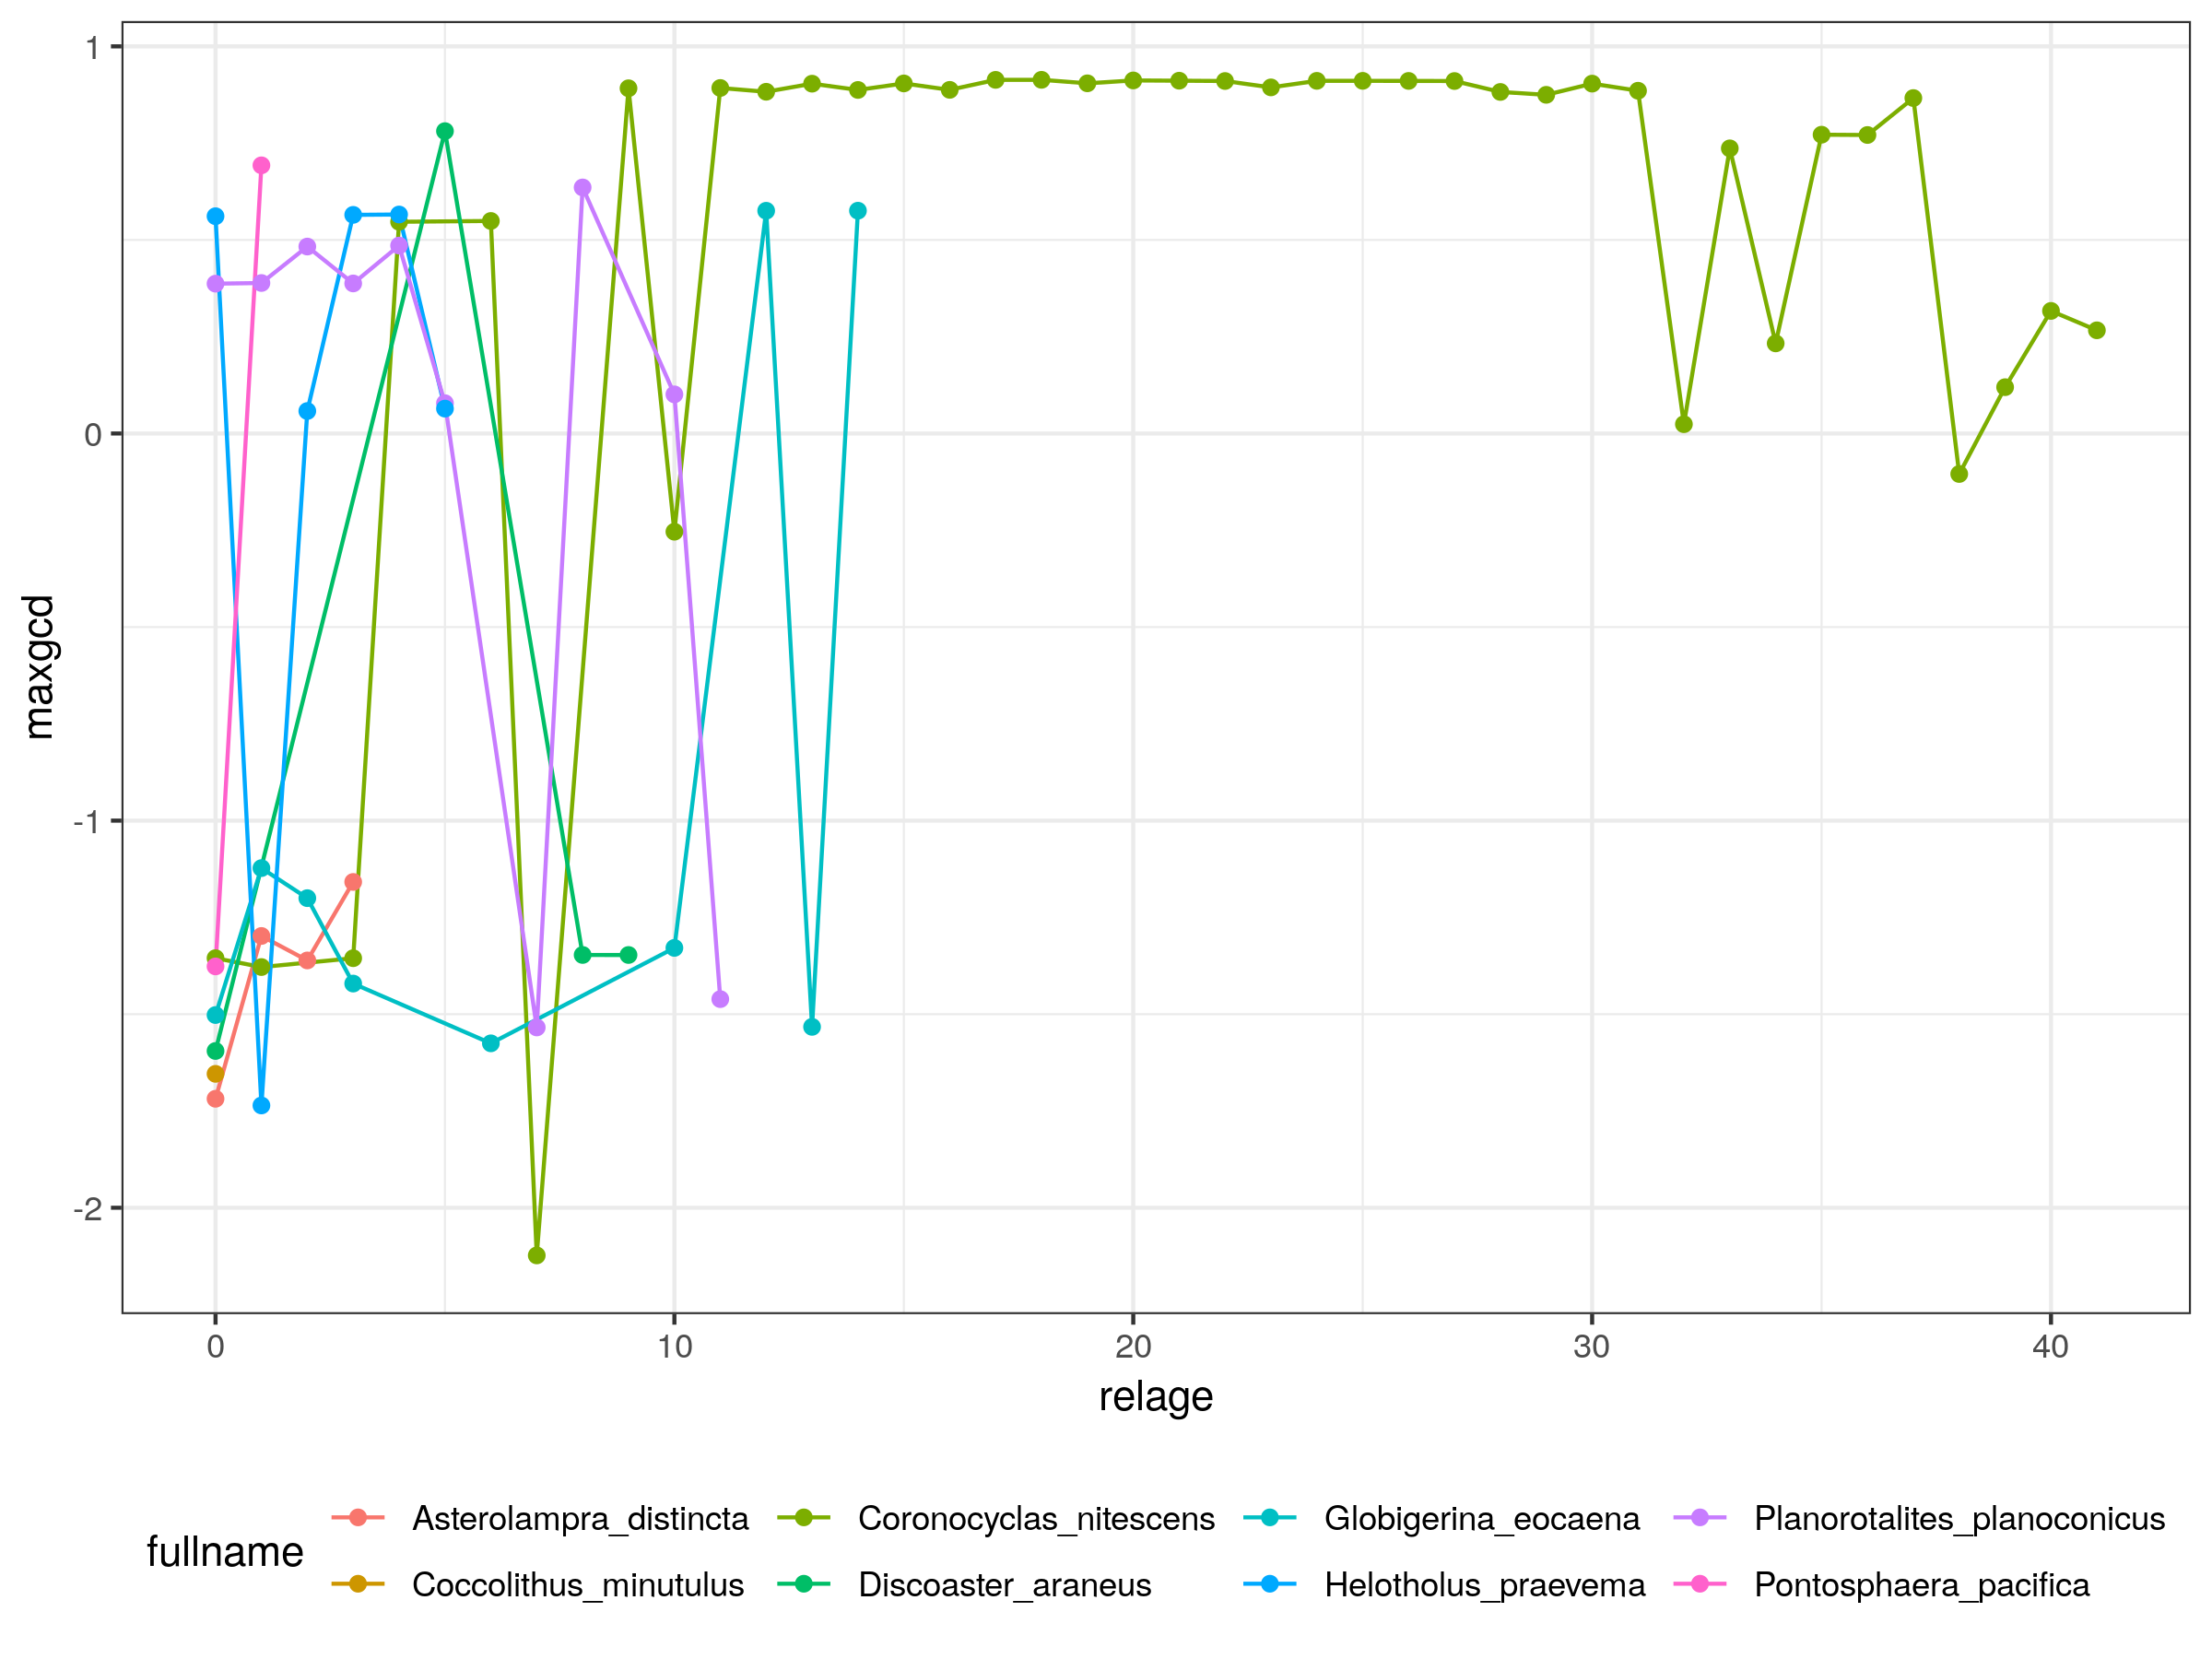 1
0
-1
-2
maxgcd
0 10 20 30 40
relage
fullname
Asterolampra_distincta Coronocyclas_nitescens Globigerina_eocaena Planorotalites_planoconicus
Coccolithus_minutulus Discoaster_araneus Helotholus_praevema Pontosphaera_pacifica